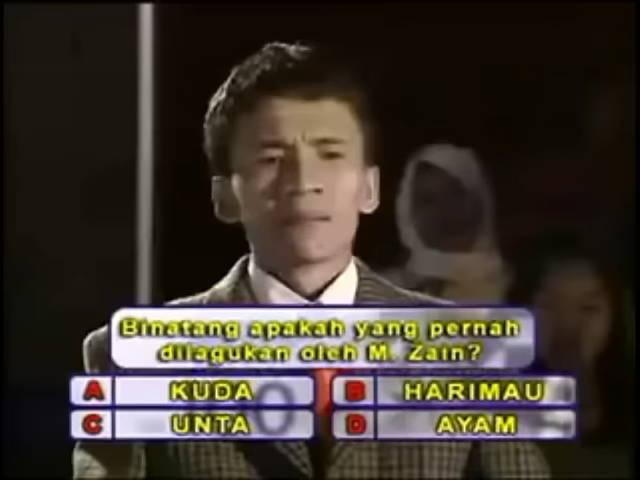 Binatang apakah yang pernah
dilagukan oleh M. Zain?
A KUDA
B HARIMAU
C UNTA
D AYAM